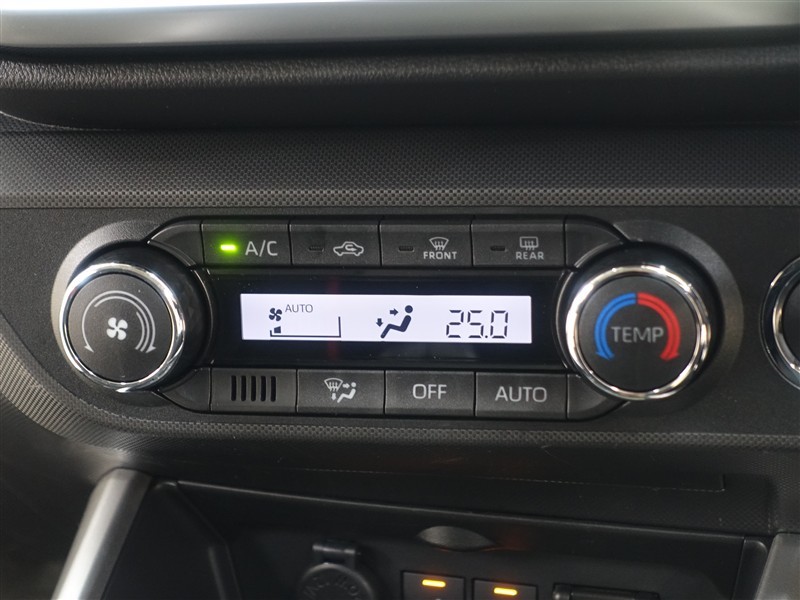 A/C
FRONT
REAR
AUTO
25.0
TEMP
OFF
AUTO